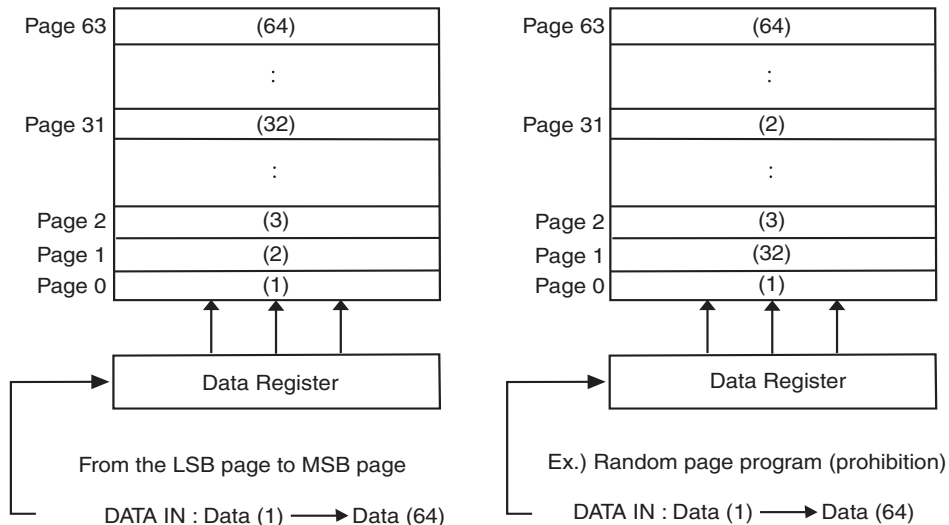 Page 63 (64)
:
Page 31 (32)
:
Page 2 (3)
Page 1 (2)
Page 0 (1)
Data Register
From the LSB page to MSB page
DATA IN : Data (1) → Data (64)
Page 63 (64)
:
Page 31 (2)
:
Page 2 (3)
Page 1 (32)
Page 0 (1)
Data Register
Ex.) Random page program (prohibition)
DATA IN : Data (1) → Data (64)